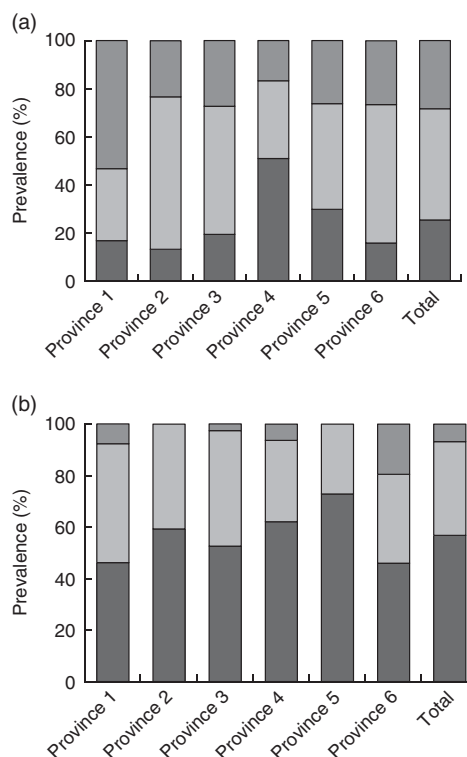 (a)
100
80
60
40
20
0
Prevalence (%)
Province 1
Province 2
Province 3
Province 4
Province 5
Province 6
Total
(b)
100
80
60
40
20
0
Prevalence (%)
Province 1
Province 2
Province 3
Province 4
Province 5
Province 6
Total